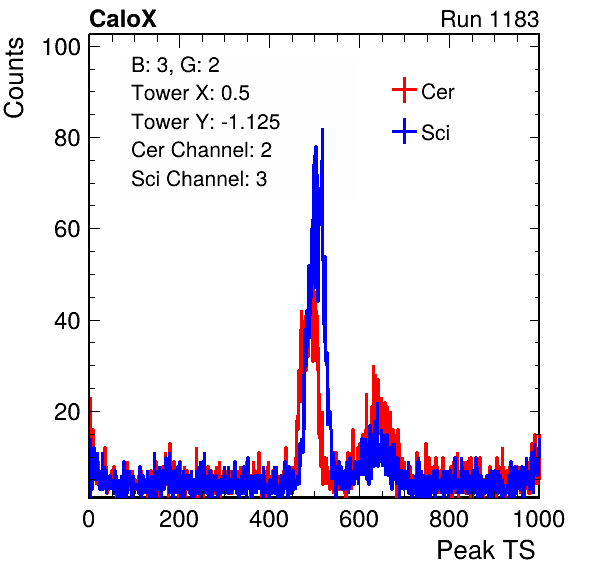 CaloX
Run 1183
Counts
B: 3, G: 2
Tower X: 0.5
Tower Y: -1.125
Cer Channel: 2
Sci Channel: 3
Cer
Sci
100
80
60
40
20
0 200 400 600 800 1000
Peak TS